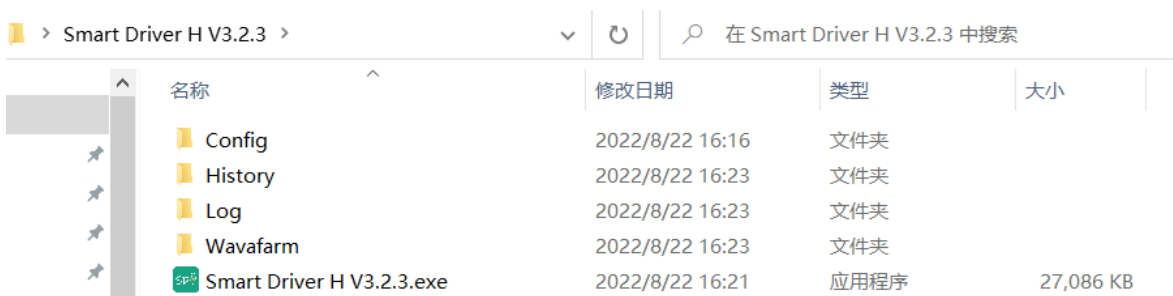 Smart Driver H V3.2.3
在 Smart Driver H V3.2.3 中搜索
名称 修改日期 类型 大小
Config 2022/8/22 16:16 文件夹
History 2022/8/22 16:23 文件夹
Log 2022/8/22 16:23 文件夹
Wavafarm 2022/8/22 16:23 文件夹
Smart Driver H V3.2.3.exe 2022/8/22 16:21 应用程序 27,086 KB